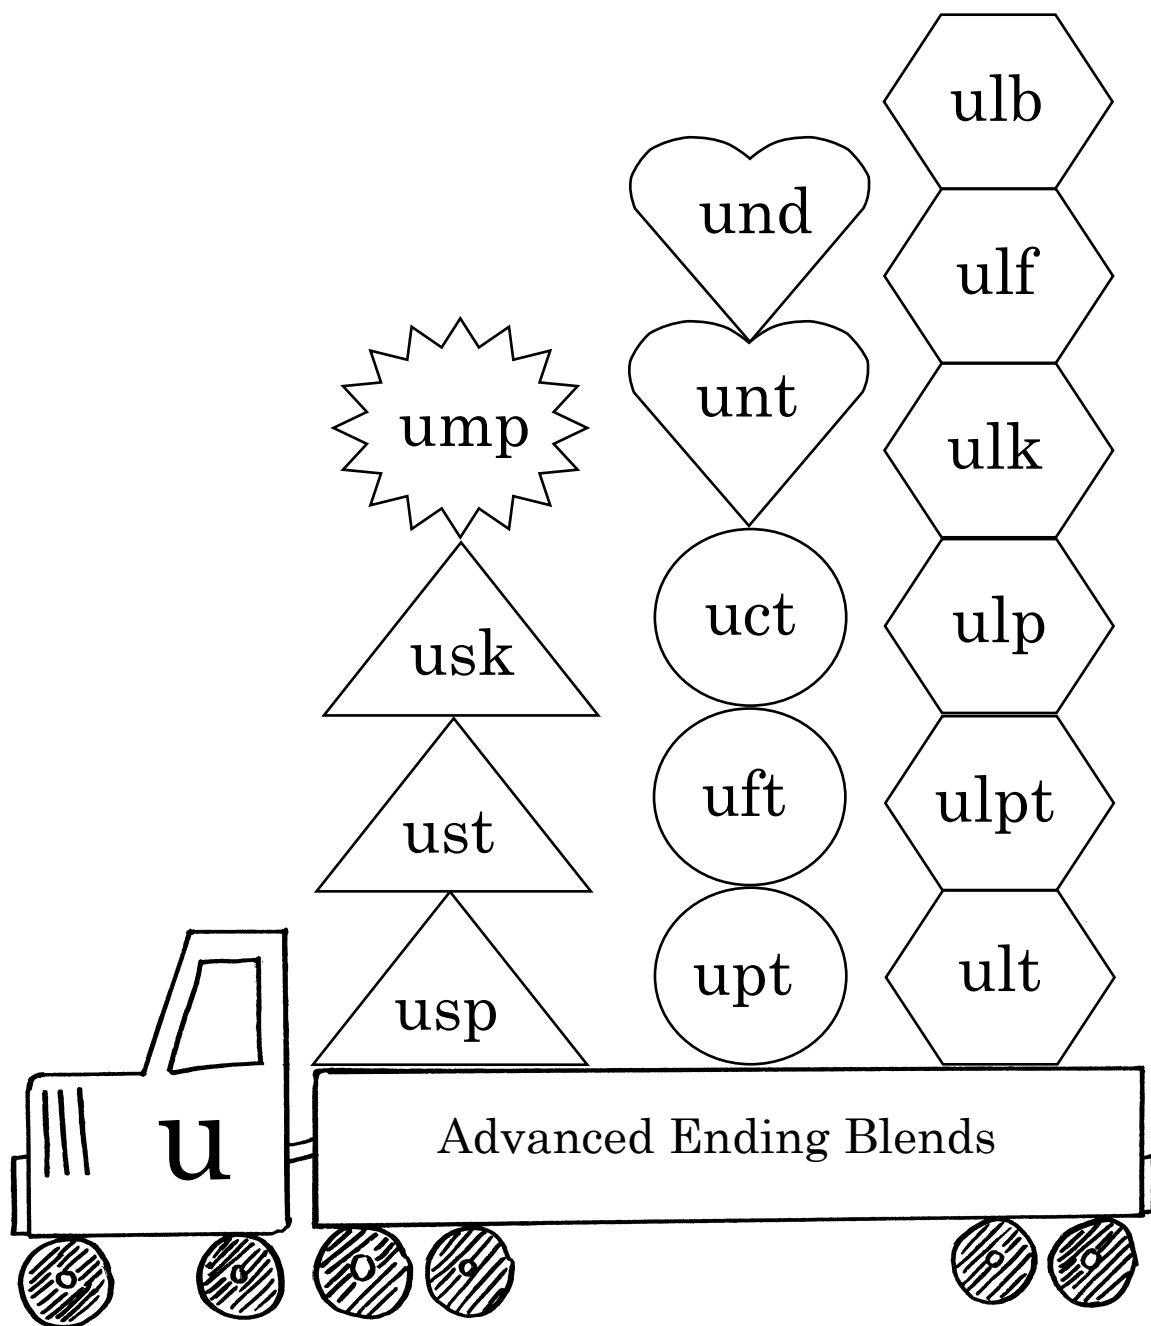 ump
usk
ust
usp
und
unt
uct
uft
upt
ulb
ulf
ulk
ulp
ulpt
ult
u
Advanced Ending Blends